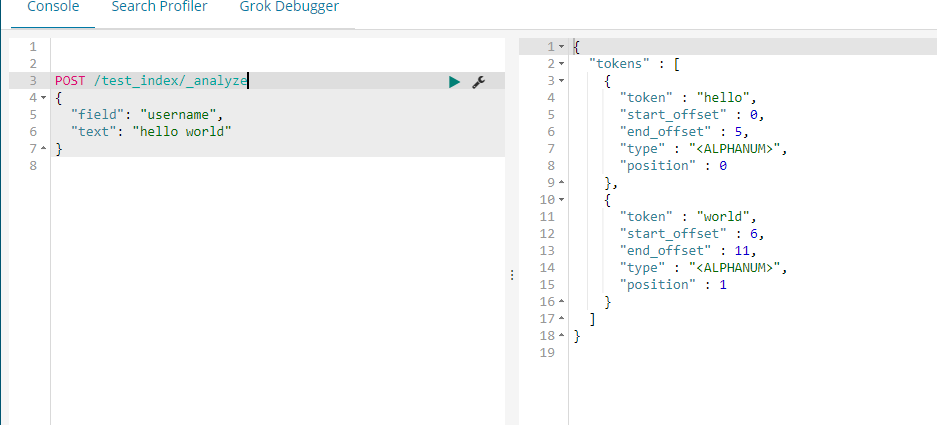 Console Search Profiler Grok Debugger
1
2
3 POST /test_index/_analyze
4 {
5 "field": "username",
6 "text": "hello world"
7 }
8
1 {
2 "tokens" : [
3 {
4 "token" : "hello",
5 "start_offset" : 0,
6 "end_offset" : 5,
7 "type" : "<ALPHANUM>",
8 "position" : 0
9 },
10 {
11 "token" : "world",
12 "start_offset" : 6,
13 "end_offset" : 11,
14 "type" : "<ALPHANUM>",
15 "position" : 1
16 }
17 ]
18 }
19